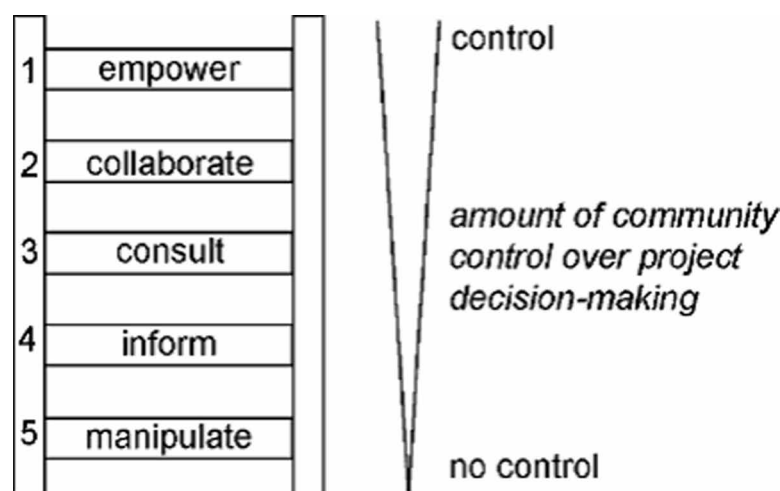 1 empower
2 collaborate
3 consult
4 inform
5 manipulate
control
amount of community
control over project
decision-making
no control